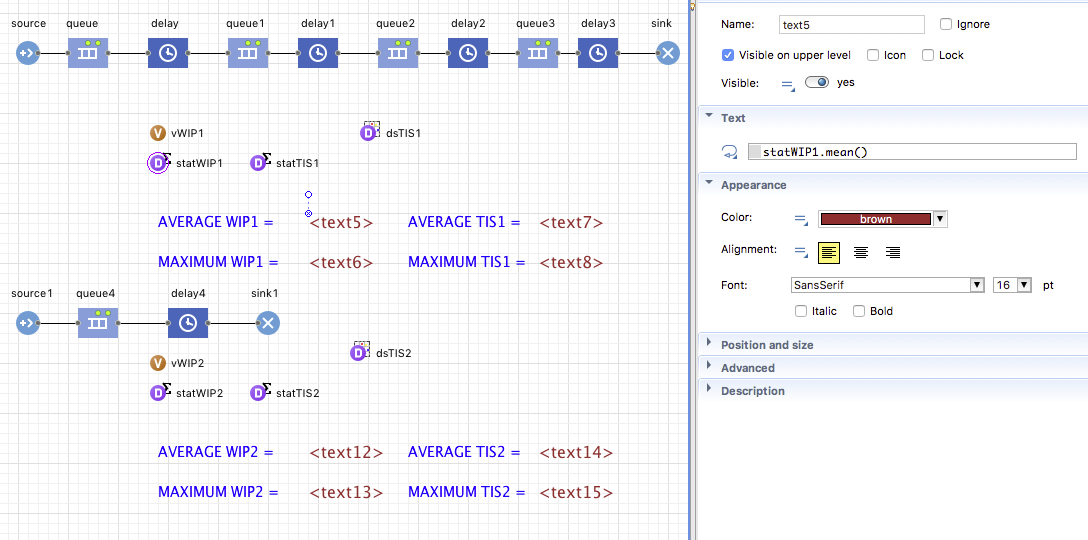 source queue delay queue1 delay1 queue2 delay2 queue3 delay3 sink
V vWIP1
D dsTIS1
D statWIP1 D statTIS1
AVERAGE WIP1 = <text5> AVERAGE TIS1 = <text7>
MAXIMUM WIP1 = <text6> MAXIMUM TIS1 = <text8>
source1 queue4 delay4 sink1
D dsTIS2
V vWIP2
D statWIP2 D statTIS2
AVERAGE WIP2 = <text12> AVERAGE TIS2 = <text14>
MAXIMUM WIP2 = <text13> MAXIMUM TIS2 = <text15>
Name: text5 Ignore
Visible on upper level Icon Lock
Visible: yes
Text
statWIP1.mean()
Appearance
Color: brown
Alignment:
Font: SansSerif 16 pt
Italic Bold
Position and size
Advanced
Description